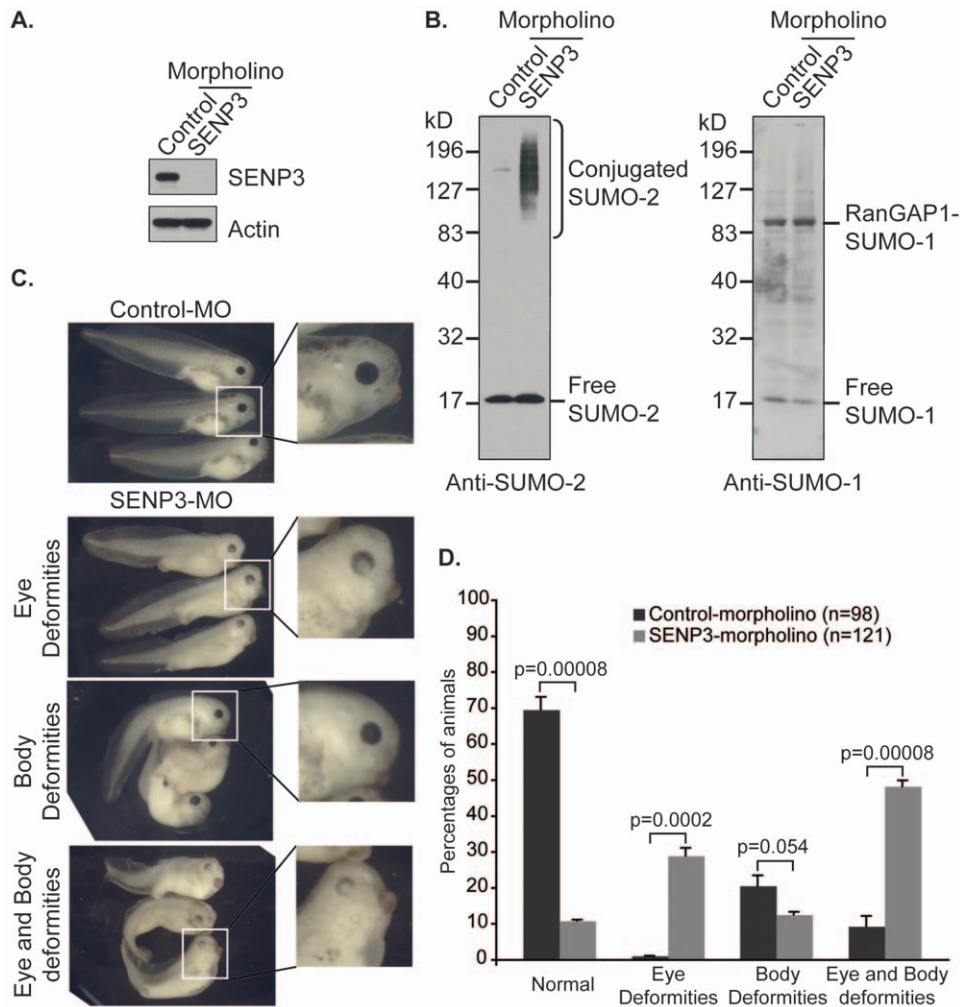 A.
Morpholino
Control
SENP3
SENP3
Actin
B.
Morpholino
Control
SENP3
kD
196
127
83
40
32
17
Conjugated
SUMO-2
Free
SUMO-2
Anti-SUMO-2
Morpholino
Control
SENP3
kD
196
127
83
40
32
17
RanGAP1-
SUMO-1
Free
SUMO-1
Anti-SUMO-1
C.
Control-MO
SENP3-MO
Eye
Deformities
Body
Deformities
Eye and Body
deformities
D.
Percentages of animals
100
90
80
70
60
50
40
30
20
10
0
Control-morpholino (n=98)
SENP3-morpholino (n=121)
p=0.00008
p=0.0002
p=0.054
p=0.00008
Normal
Eye
Deformities
Body
Deformities
Eye and Body
deformities